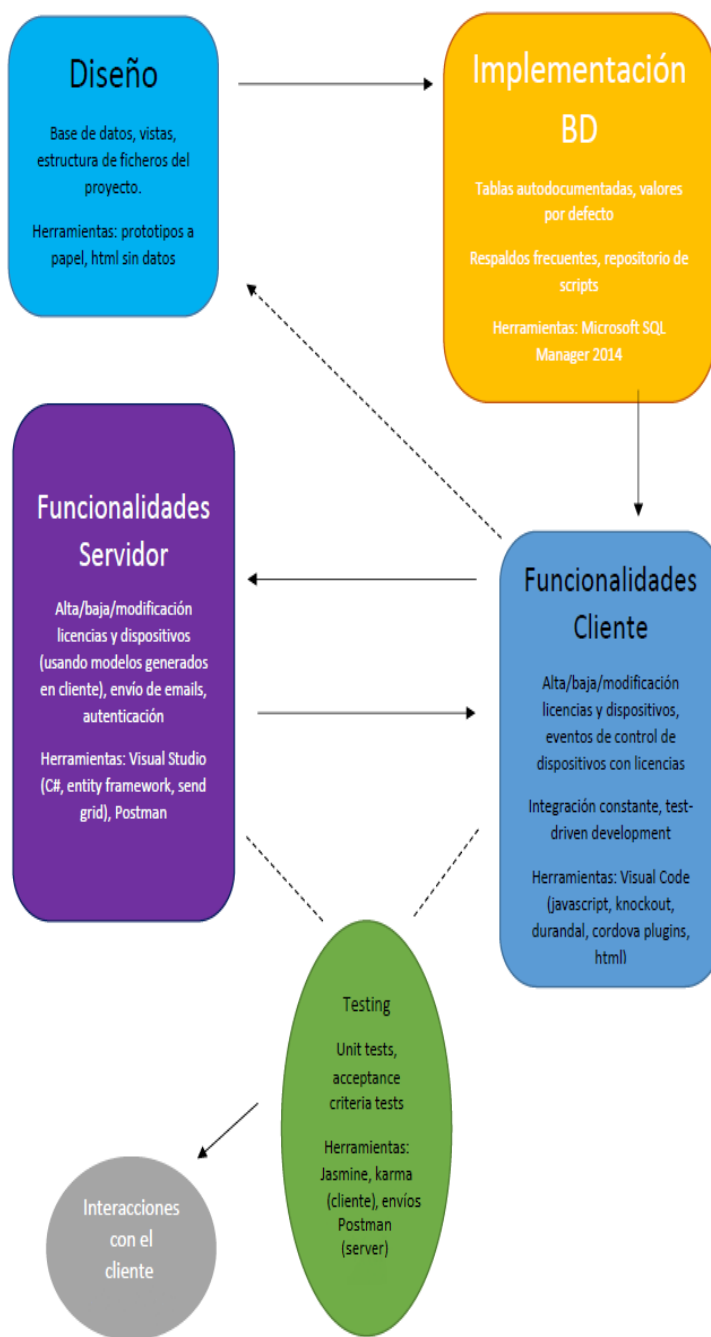 Diseño
Base de datos, vistas,
estructura de ficheros del
proyecto.
Herramientas: prototipos a
papel, html sin datos
Implementación
BD
Tablas autodocumentadas, valores
por defecto
Respaldos frecuentes, repositorio de
scripts
Herramientas: Microsoft SQL
Manager 2014
Funcionalidades
Servidor
Alta/baja/modificación
licencias y dispositivos
(usando modelos generados
en cliente), envío de emails,
autenticación
Herramientas: Visual Studio
(C#, entity framework, send
grid), Postman
Funcionalidades
Cliente
Alta/baja/modificación
licencias y dispositivos,
eventos de control de
dispositivos con licencias
Integración constante, test-
driven development
Herramientas: Visual Code
(javascript, knockout,
durandal, cordova plugins,
html)
Testing
Unit tests,
acceptance
criteria tests
Herramientas:
Jasmine, karma
(cliente), envíos
Postman
(server)
Interacciones
con el
cliente